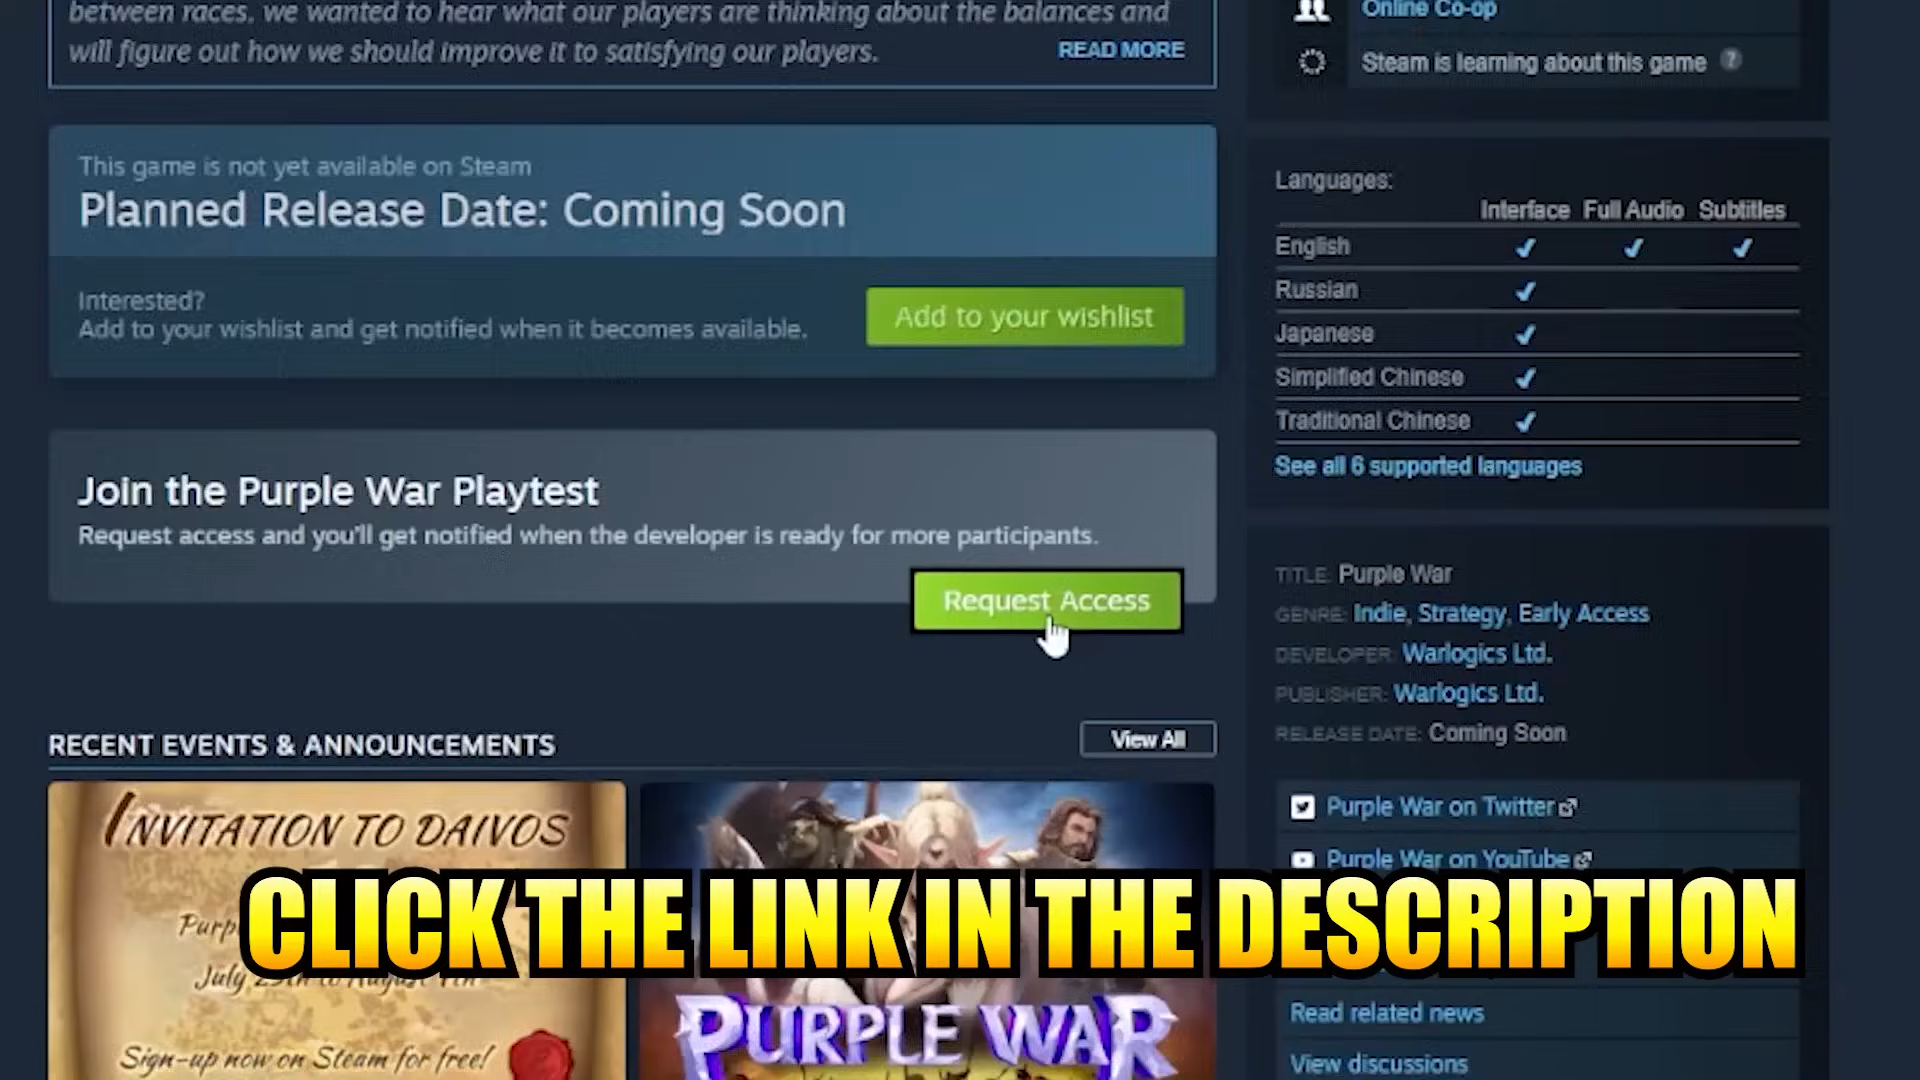 between races. we wanted to hear what our players are thinking about the balances and
will figure out how we should improve it to satisfying our players.
READ MORE
This game is not yet available on Steam
Planned Release Date: Coming Soon
Interested?
Add to your wishlist and get notified when it becomes available.
Add to your wishlist
Join the Purple War Playtest
Request access and you'll get notified when the developer is ready for more participants.
Request Access
RECENT EVENTS & ANNOUNCEMENTS
View All
INVITATION TO DAIVOS
July
Sign-up now on Steam for free!
PURPLE WAR
CLICK THE LINK IN THE DESCRIPTION
Online Co-op
Steam is learning about this game ?
Languages:
Interface Full Audio Subtitles
English ✔ ✔ ✔
Russian ✔
Japanese ✔
Simplified Chinese ✔
Traditional Chinese ✔
See all 6 supported languages
TITLE: Purple War
GENRE: Indie, Strategy, Early Access
DEVELOPER: Warlogics Ltd.
PUBLISHER: Warlogics Ltd.
RELEASE DATE: Coming Soon
Purple War on Twitter
Purple War on YouTube
Read related news
View discussions